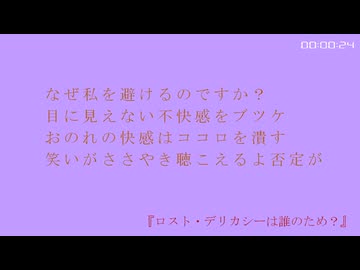 00:00:24
なぜ私を避けるのですか？
目に見えない不快感をブツケ
おのれの快感はココロを潰す
笑いがささやき聴こえるよ否定が
『ロスト・デリカシーは誰のため？』